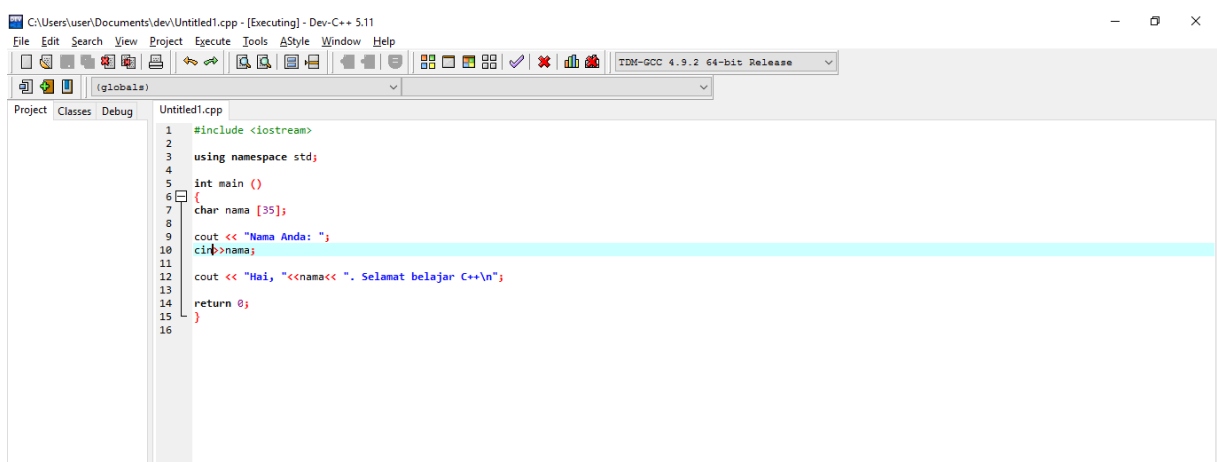 C:\Users\user\Documents\dev\Untitled1.cpp - [Executing] - Dev-C++ 5.11
File Edit Search View Project Execute Tools AStyle Window Help
TDM-GCC 4.9.2 64-bit Release
(globals)
Project Classes Debug Untitled1.cpp
1 #include <iostream>
2
3 using namespace std;
4
5 int main ()
6 {
7 char nama [35];
8
9 cout << "Nama Anda: ";
10 cin>>nama;
11
12 cout << "Hai, "<<nama<< ". Selamat belajar C++\n";
13
14 return 0;
15 }
16